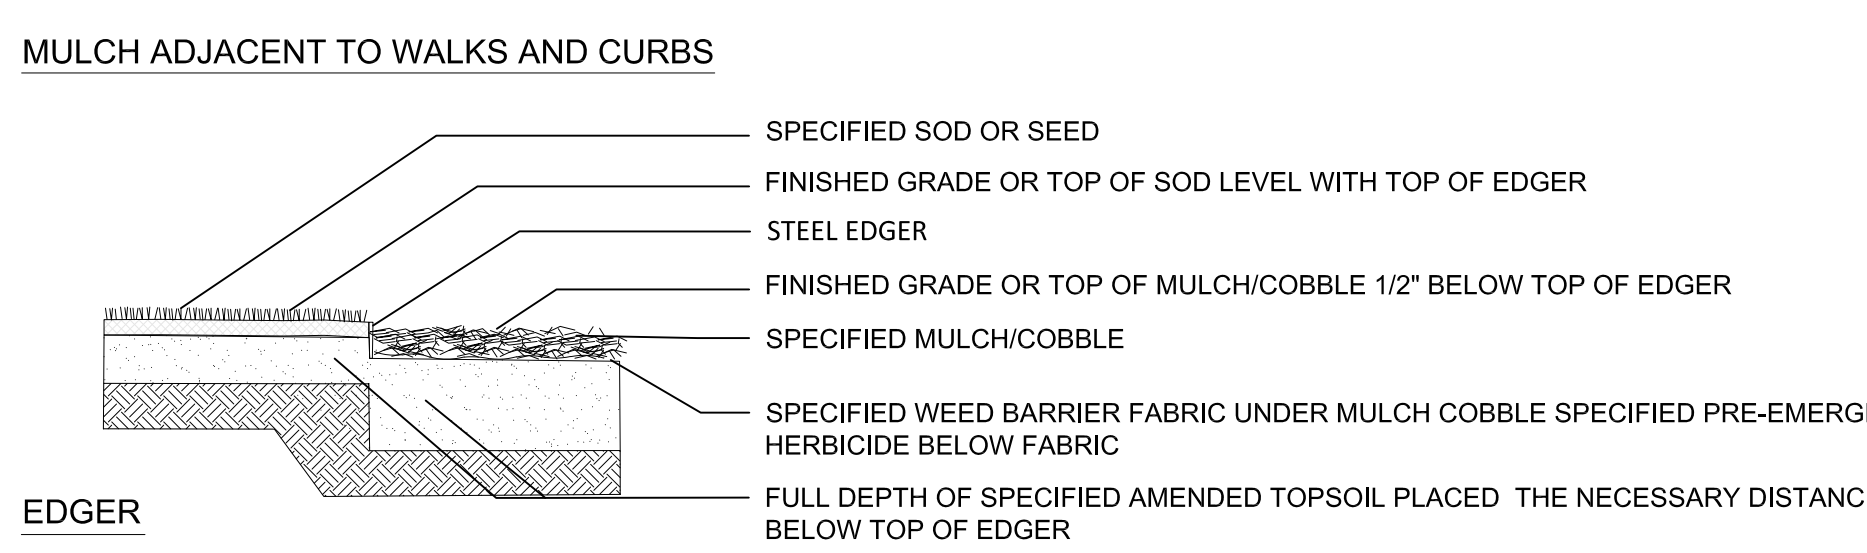 MULCH ADJACENT TO WALKS AND CURBS
SPECIFIED SOD OR SEED
FINISHED GRADE OR TOP OF SOD LEVEL WITH TOP OF EDGER
STEEL EDGER
FINISHED GRADE OR TOP OF MULCH/COBBLE 1/2" BELOW TOP OF EDGER
SPECIFIED MULCH/COBBLE
SPECIFIED WEED BARRIER FABRIC UNDER MULCH COBBLE SPECIFIED
HERBICIDE BELOW FABRIC
FULL DEPTH OF SPECIFIED AMENDED TOPSOIL PLACED THE NECESSARY
BELOW TOP OF EDGER
EDGER